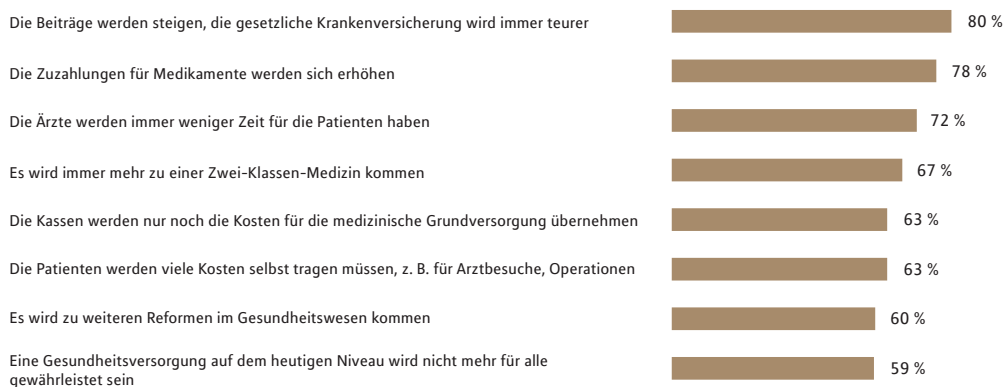 Die Beiträge werden steigen, die gesetzliche Krankenversicherung wird immer teurer 80 %
Die Zuzahlungen für Medikamente werden sich erhöhen 78 %
Die Ärzte werden immer weniger Zeit für die Patienten haben 72 %
Es wird immer mehr zu einer Zwei-Klassen-Medizin kommen 67 %
Die Kassen werden nur noch die Kosten für die medizinische Grundversorgung übernehmen 63 %
Die Patienten werden viele Kosten selbst tragen müssen, z. B. für Arztbesuche, Operationen 63 %
Es wird zu weiteren Reformen im Gesundheitswesen kommen 60 %
Eine Gesundheitsversorgung auf dem heutigen Niveau wird nicht mehr für alle
gewährleistet sein 59 %